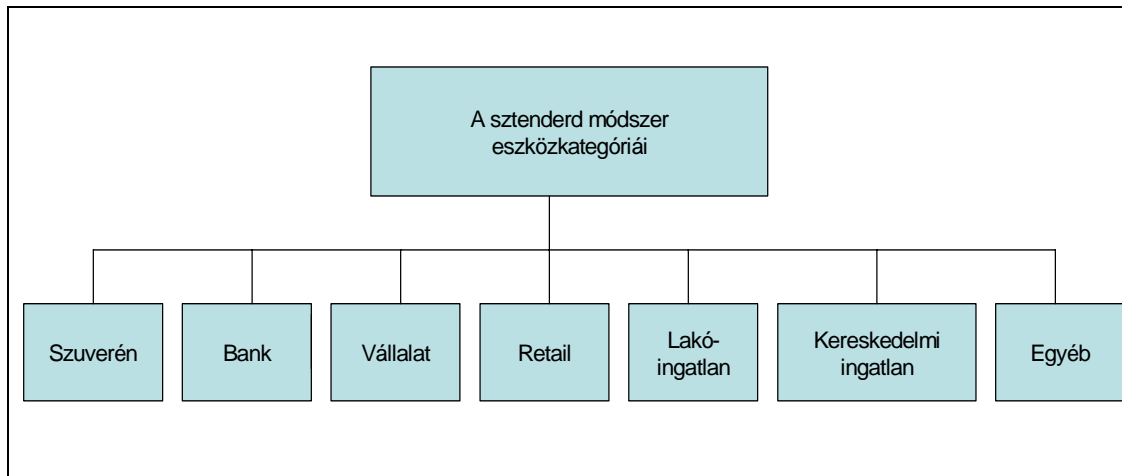 A sztenderd módszer
eszközkategóriái
Szuverén
Bank
Vállalat
Retail
Lakó-
ingatlan
Kereskedelmi
ingatlan
Egyéb